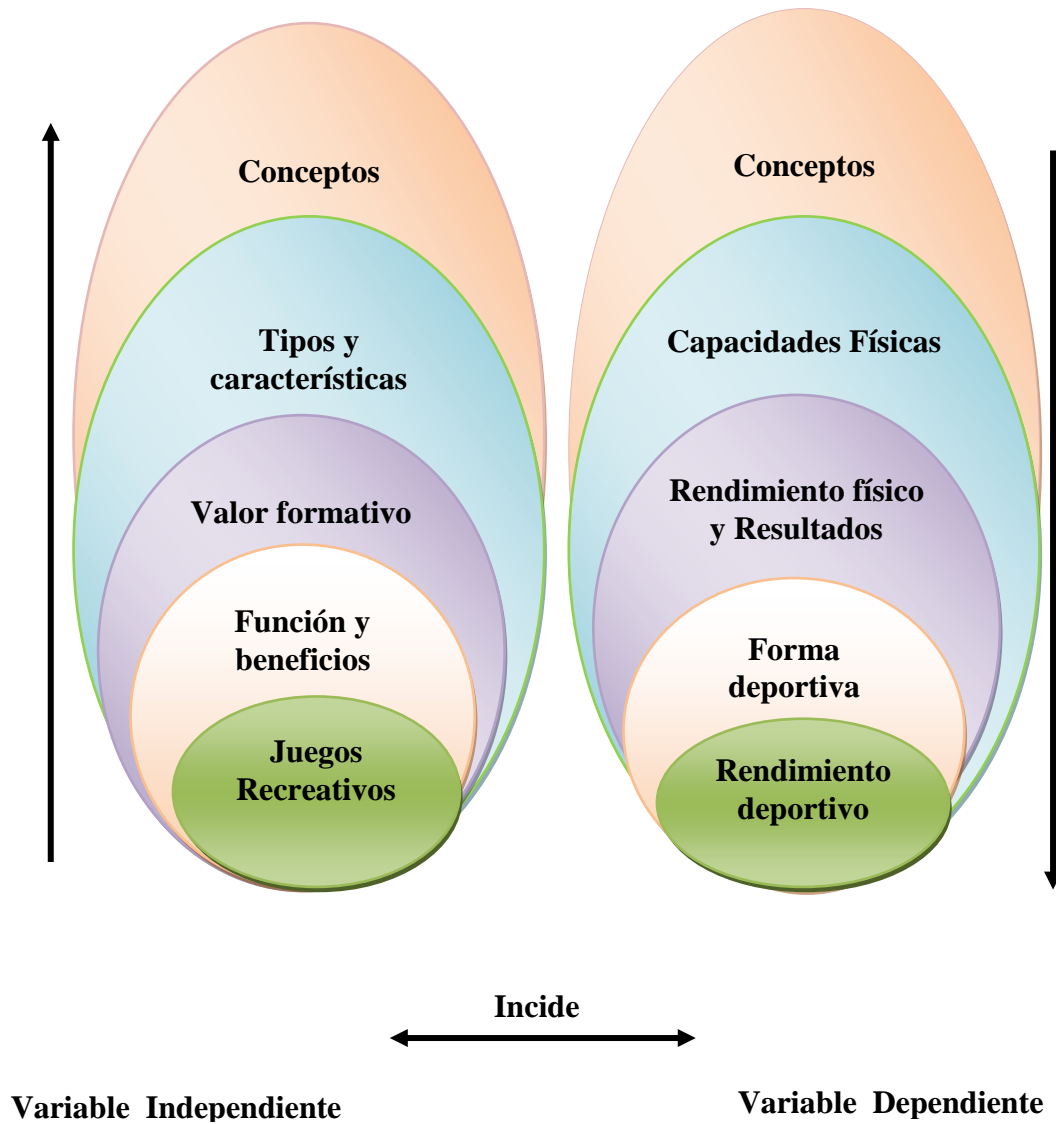 Conceptos
Tipos y
características
Valor formativo
Función y
beneficios
Juegos
Recreativos
Conceptos
Capacidades Físicas
Rendimiento físico
y Resultados
Forma
deportiva
Rendimiento
deportivo
Incide
Variable Independiente
Variable Dependiente